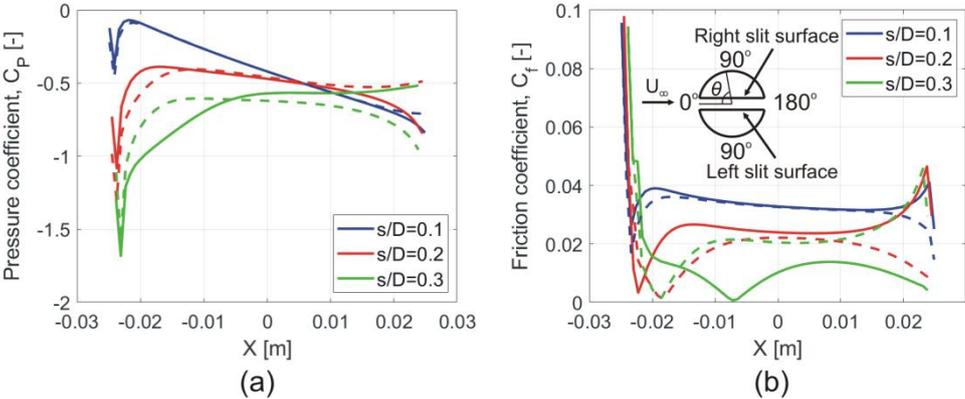 Pressure coefficient, C_P [-]
0
-0.5
-1
-1.5
-2
-0.03 -0.02 -0.01 0 0.01 0.02 0.03
X [m]
s/D=0.1
s/D=0.2
s/D=0.3
(a)
Friction coefficient, C_f [-]
0.1
0.08
0.06
0.04
0.02
0
-0.03 -0.02 -0.01 0 0.01 0.02
X [m]
s/D=0.1
s/D=0.2
s/D=0.3
Right slit surface
90°
U∞ 0° θ 180°
90°
Left slit surface
(b)